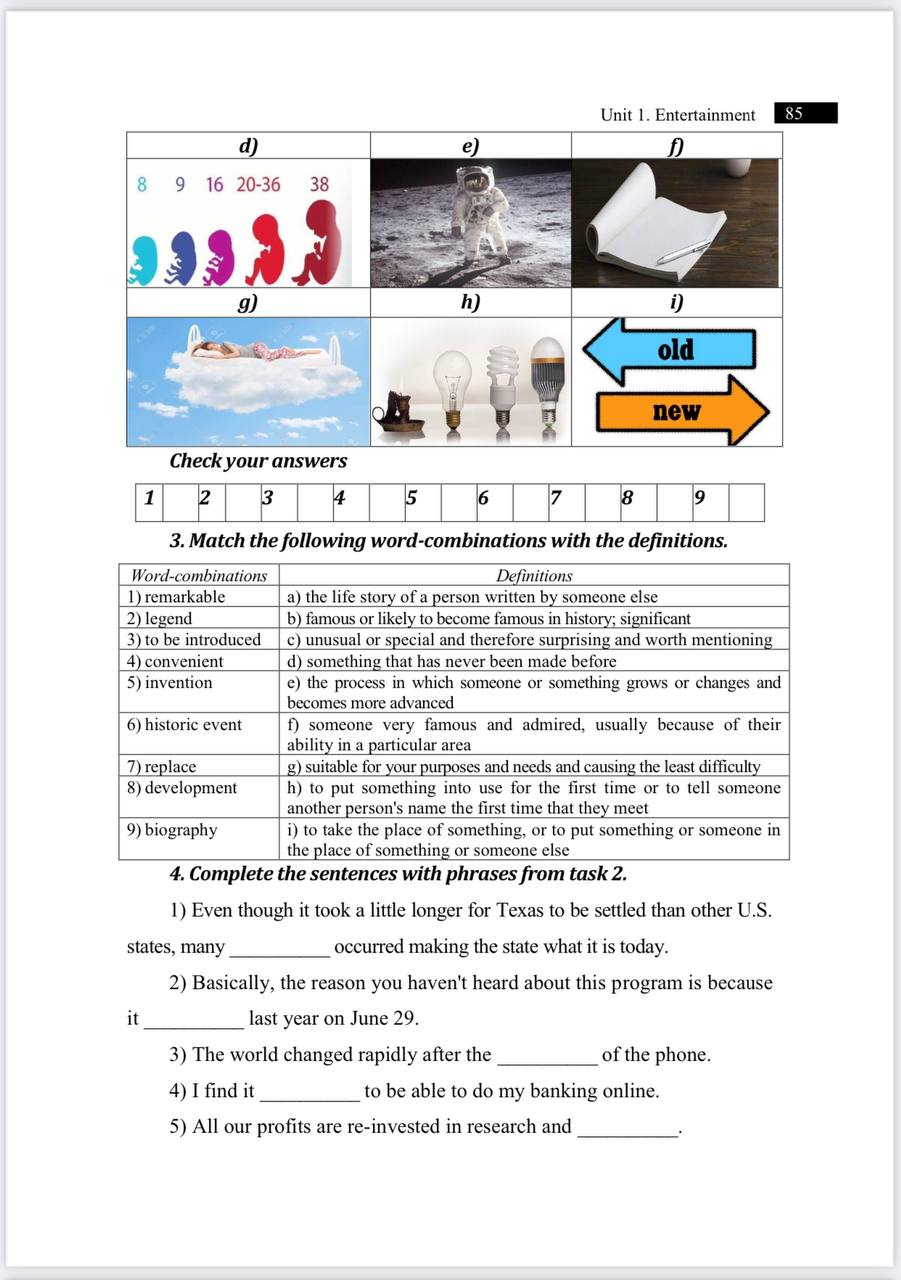 Unit 1. Entertainment 85
d) e) f)
8 9 16 20-36 38
g) h) i)
old
new
Check your answers
1 2 3 4 5 6 7 8 9
3. Match the following word-combinations with the definitions.
Word-combinations Definitions
1) remarkable a) the life story of a person written by someone else
2) legend b) famous or likely to become famous in history; significant
3) to be introduced c) unusual or special and therefore surprising and worth mentioning
4) convenient d) something that has never been made before
5) invention e) the process in which someone or something grows or changes and
becomes more advanced
6) historic event f) someone very famous and admired, usually because of their
ability in a particular area
7) replace g) suitable for your purposes and needs and causing the least difficulty
8) development h) to put something into use for the first time or to tell someone
another person's name the first time that they meet
9) biography i) to take the place of something, or to put something or someone in
the place of something or someone else
4. Complete the sentences with phrases from task 2.
1) Even though it took a little longer for Texas to be settled than other U.S.
states, many __________ occurred making the state what it is today.
2) Basically, the reason you haven't heard about this program is because
it __________ last year on June 29.
3) The world changed rapidly after the __________ of the phone.
4) I find it __________ to be able to do my banking online.
5) All our profits are re-invested in research and __________.